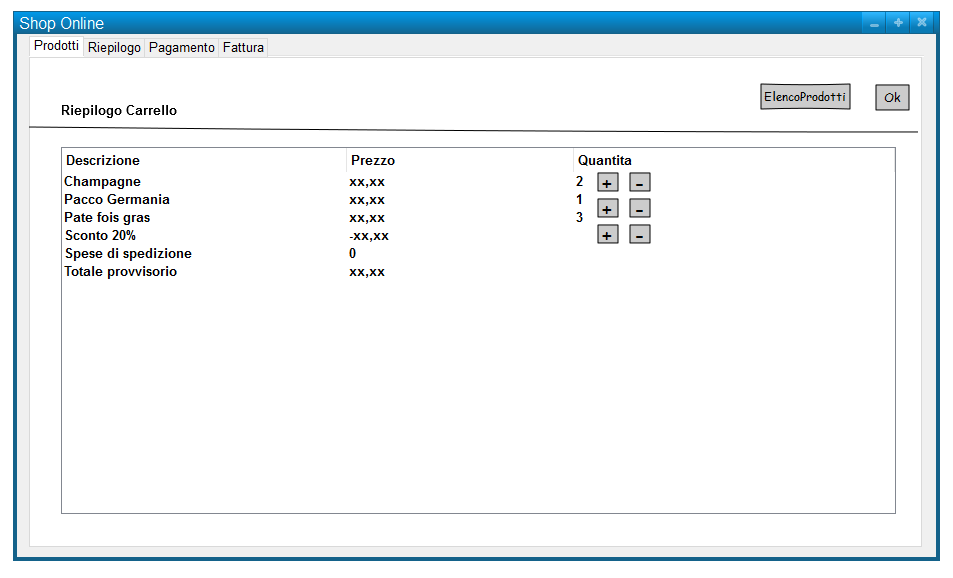 Shop Online
Prodotti Riepilogo Pagamento Fattura
ElencoProdotti Ok
Riepilogo Carrello
Descrizione Prezzo Quantita
Champagne xx,xx 2 + -
Pacco Germania xx,xx 1 + -
Pate fois gras xx,xx 3
Sconto 20% -xx,xx + -
Spese di spedizione 0
Totale provvisorio xx,xx